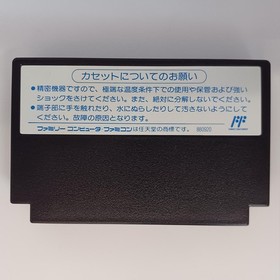 カセットについてのお願い
●精密機器ですので、極端な温度条件下での使用や保管および強い
ショックをさけてください。また、絶対に分解しないでください。
●端子部に手を触れたり、水にぬらしたりして汚さないようにして
ください。故障の原因となります。
ファミリーコンピュータ・ファミコンは任天堂の商標です。